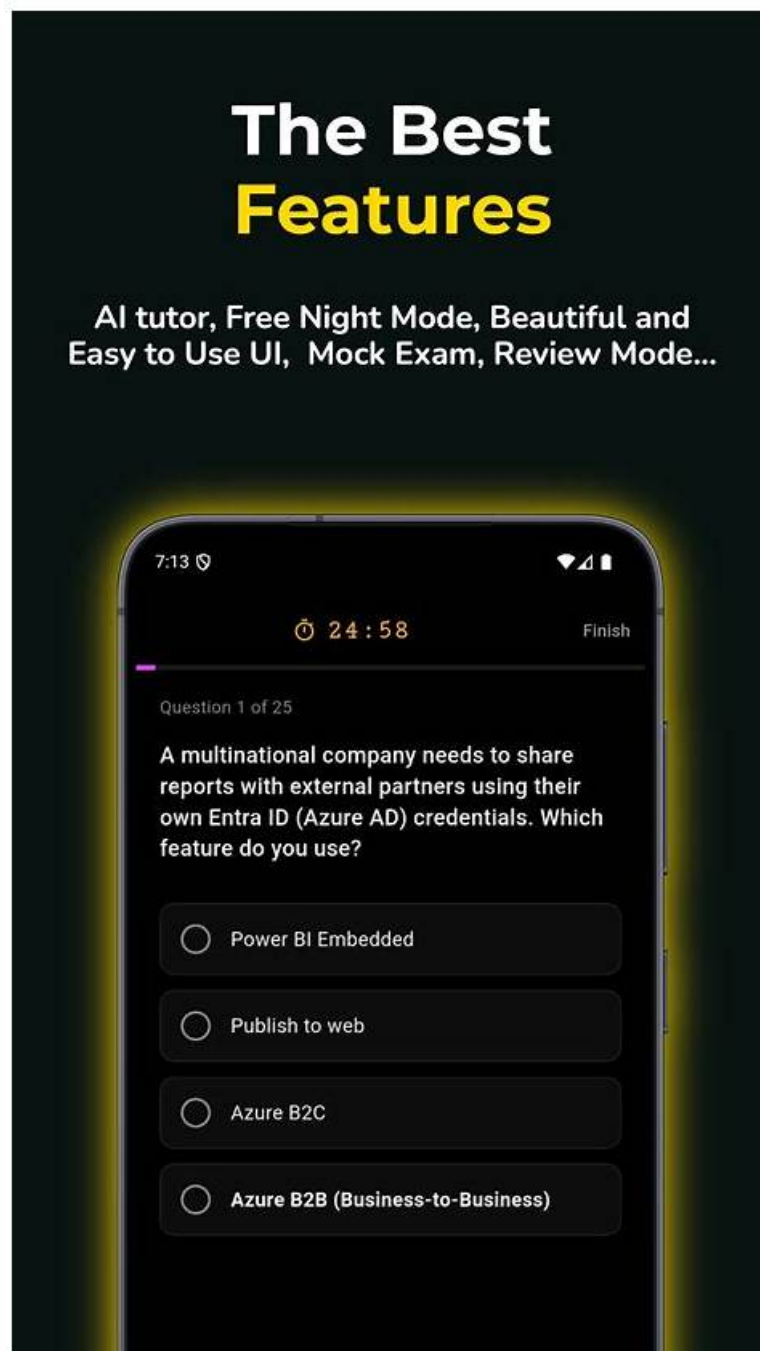 The Best
Features
AI tutor, Free Night Mode, Beautiful and
Easy to Use UI,  Mock Exam, Review Mode...
7:13
24:58
Finish
Question 1 of 25
A multinational company needs to share
reports with external partners using their
own Entra ID (Azure AD) credentials. Which
feature do you use?
Power BI Embedded
Publish to web
Azure B2C
Azure B2B (Business-to-Business)